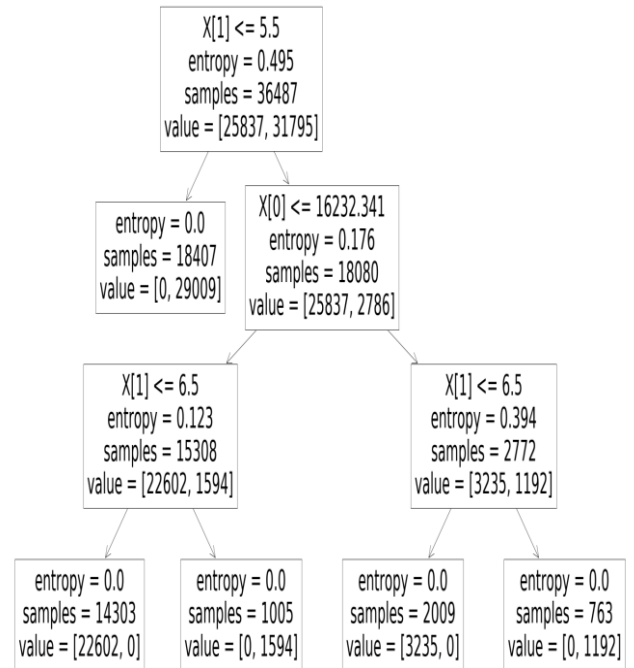 X[1] <= 5.5
entropy = 0.495
samples = 36487
value = [25837, 31795]
entropy = 0.0
samples = 18407
value = [0, 29009]
X[0] <= 16232.341
entropy = 0.176
samples = 18080
value = [25837, 2786]
X[1] <= 6.5
entropy = 0.123
samples = 15308
value = [22602, 1594]
X[1] <= 6.5
entropy = 0.394
samples = 2772
value = [3235, 1192]
entropy = 0.0
samples = 14303
value = [22602, 0]
entropy = 0.0
samples = 1005
value = [0, 1594]
entropy = 0.0
samples = 2009
value = [3235, 0]
entropy = 0.0
samples = 763
value = [0, 1192]